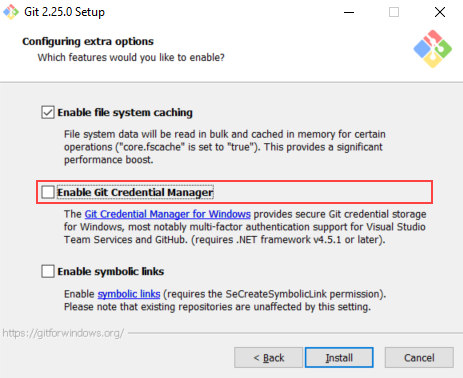 Git 2.25.0 Setup
Configuring extra options
Which features would you like to enable?
Enable file system caching
File system data will be read in bulk and cached in memory for certain
operations ("core.fscache" is set to "true"). This provides a significant
performance boost.
Enable Git Credential Manager
The Git Credential Manager for Windows provides secure Git credential storage
for Windows, most notably multi-factor authentication support for Visual Studio
Team Services and GitHub. (requires .NET framework v4.5.1 or later).
Enable symbolic links
Enable symbolic links (requires the SeCreateSymbolicLink permission).
Please note that existing repositories are unaffected by this setting.
https://gitforwindows.org/
< Back
Install
Cancel